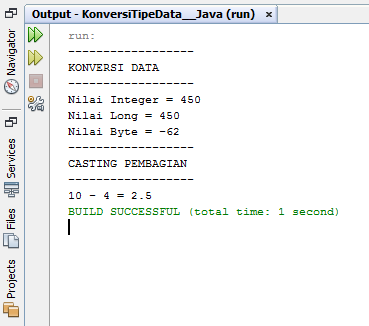 Output - KonversiTipeData__Java (run) ×
run:
------------------
KONVERSI DATA
------------------
Nilai Integer = 450
Nilai Long = 450
Nilai Byte = -62
------------------
CASTING PEMBAGIAN
------------------
10 - 4 = 2.5
BUILD SUCCESSFUL (total time: 1 second)
Navigator
Services
Files
Projects